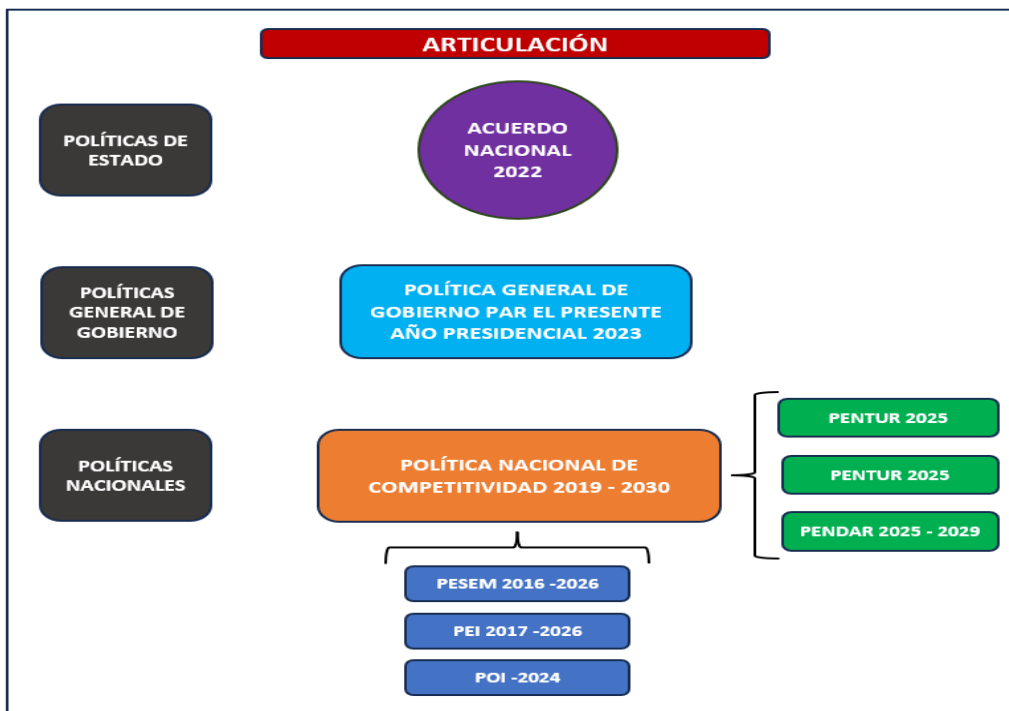 ARTICULACIÓN
POLÍTICAS DE
ESTADO
ACUERDO
NACIONAL
2022
POLÍTICAS
GENERAL DE
GOBIERNO
POLÍTICA GENERAL DE
GOBIERNO PAR EL PRESENTE
AÑO PRESIDENCIAL 2023
POLÍTICAS
NACIONALES
POLÍTICA NACIONAL DE
COMPETITIVIDAD 2019 - 2030
PENTUR 2025
PENTUR 2025
PENDAR 2025 - 2029
PESEM 2016 -2026
PEI 2017 -2026
POI -2024